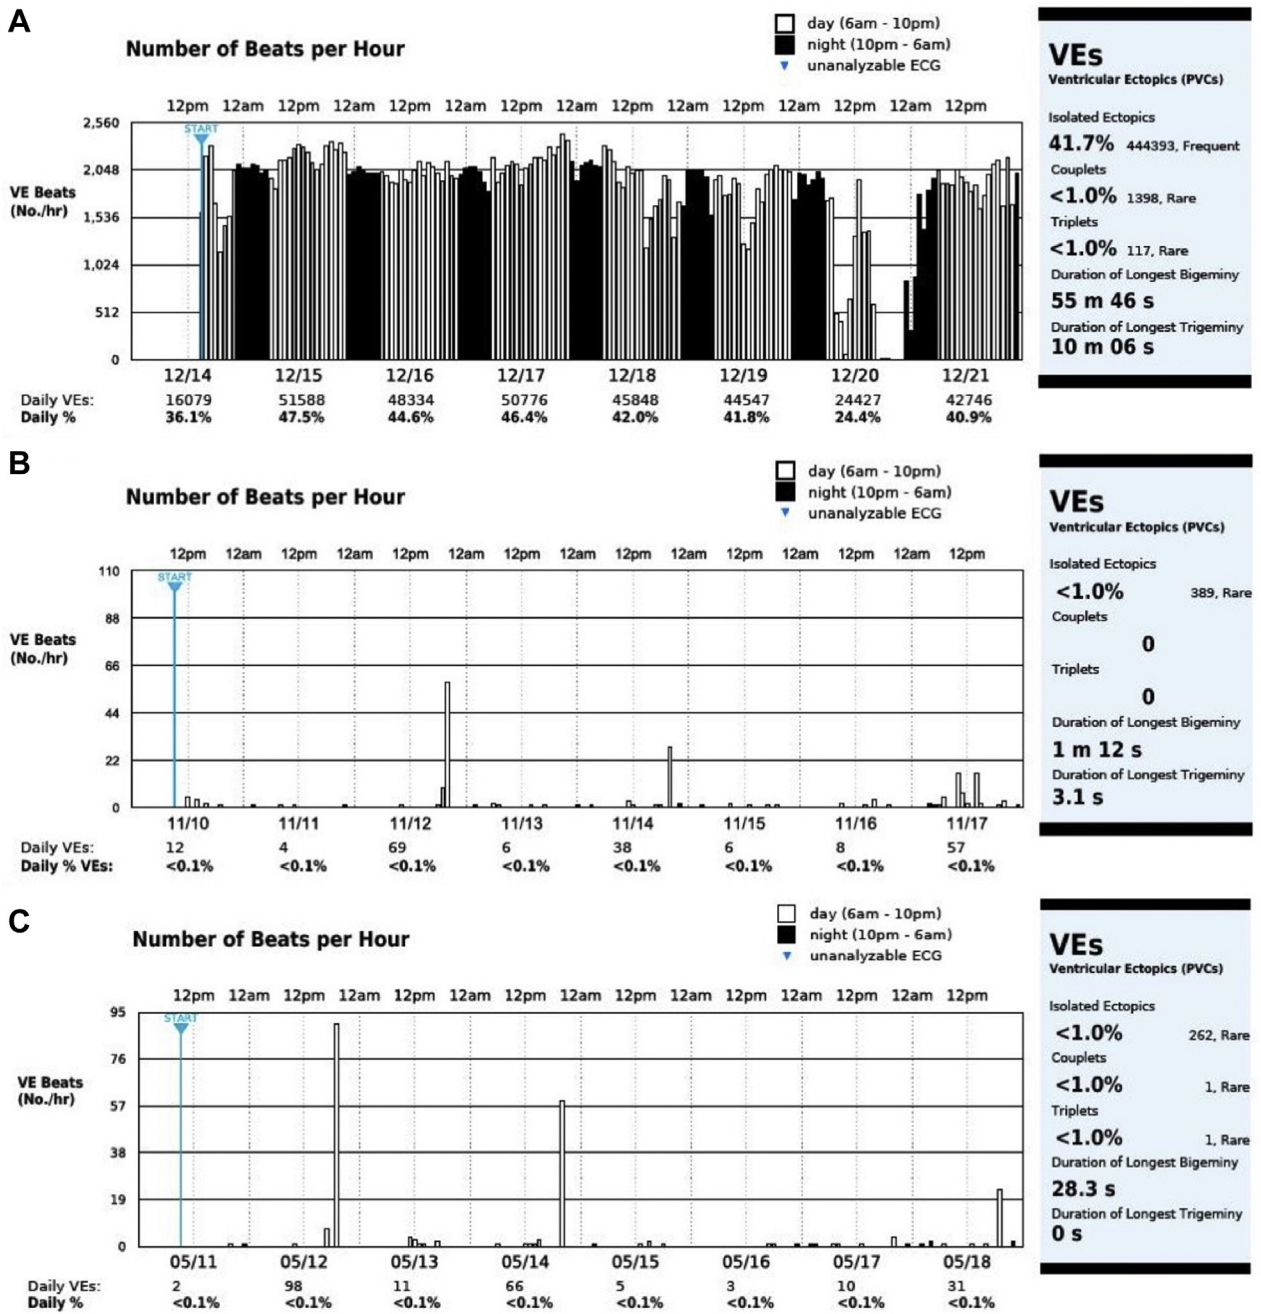 A
Number of Beats per Hour
day (6am - 10pm)
night (10pm - 6am)
unanalyzable ECG
12pm 12am 12pm 12am 12pm 12am 12pm 12am 12pm 12am 12pm 12am 12pm 12am 12pm
START
VE Beats
(No./hr)
2,560
2,048
1,536
1,024
512
0
12/14 12/15 12/16 12/17 12/18 12/19 12/20 12/21
Daily VEs: 16079 51588 48334 50776 45848 44547 24427 42746
Daily % 36.1% 47.5% 44.6% 46.4% 42.0% 41.8% 24.4% 40.9%
VEs
Ventricular Ectopics (PVCs)
Isolated Ectopics
41.7% 444393, Frequent
Couplets
<1.0% 1398, Rare
Triplets
<1.0% 117, Rare
Duration of Longest Bigeminy
55 m 46 s
Duration of Longest Trigeminy
10 m 06 s
B
Number of Beats per Hour
day (6am - 10pm)
night (10pm - 6am)
unanalyzable ECG
12pm 12am 12pm 12am 12pm 12am 12pm 12am 12pm 12am 12pm 12am 12pm 12am 12pm
START
VE Beats
(No./hr)
110
88
66
44
22
0
11/10 11/11 11/12 11/13 11/14 11/15 11/16 11/17
Daily VEs: 12 4 69 6 38 6 8 57
Daily % VEs: <0.1% <0.1% <0.1% <0.1% <0.1% <0.1% <0.1% <0.1%
VEs
Ventricular Ectopics (PVCs)
Isolated Ectopics
<1.0% 389, Rare
Couplets
0
Triplets
0
Duration of Longest Bigeminy
1 m 12 s
Duration of Longest Trigeminy
3.1 s
C
Number of Beats per Hour
day (6am - 10pm)
night (10pm - 6am)
unanalyzable ECG
12pm 12am 12pm 12am 12pm 12am 12pm 12am 12pm 12am 12pm 12am 12pm 12am 12pm
START
VE Beats
(No./hr)
95
76
57
38
19
0
05/11 05/12 05/13 05/14 05/15 05/16 05/17 05/18
Daily VEs: 2 98 11 66 5 3 10 31
Daily % <0.1% <0.1% <0.1% <0.1% <0.1% <0.1% <0.1% <0.1%
VEs
Ventricular Ectopics (PVCs)
Isolated Ectopics
<1.0% 262, Rare
Couplets
<1.0% 1, Rare
Triplets
<1.0% 1, Rare
Duration of Longest Bigeminy
28.3 s
Duration of Longest Trigeminy
0 s